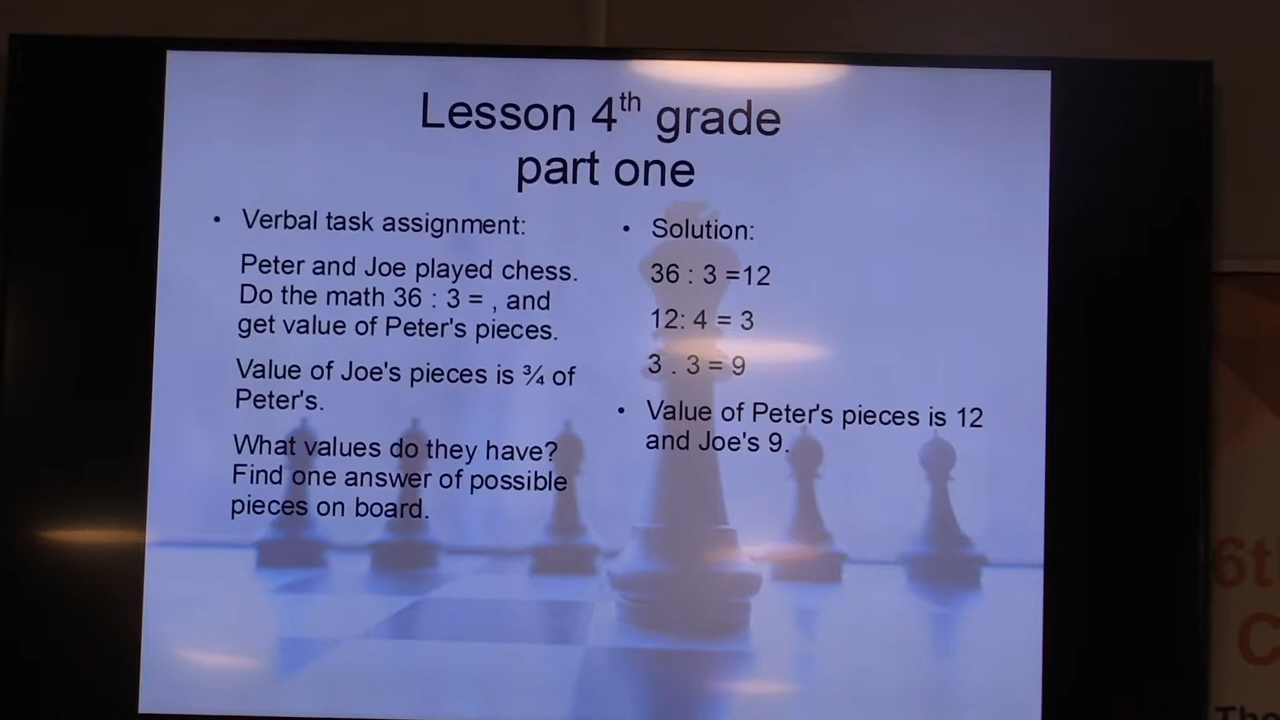 Lesson 4th grade
part one
• Verbal task assignment:
Peter and Joe played chess.
Do the math 36 : 3 = , and
get value of Peter's pieces.
Value of Joe's pieces is ¾ of
Peter's.
What values do they have?
Find one answer of possible
pieces on board.
• Solution:
36 : 3 =12
12: 4 = 3
3 . 3 = 9
• Value of Peter's pieces is 12
and Joe's 9.
6t
C